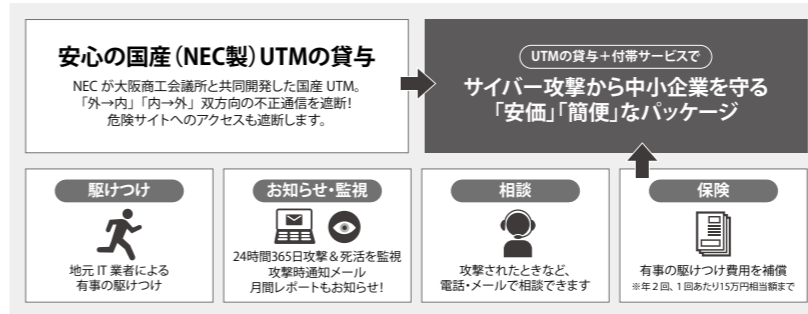 安心の国産(NEC製)UTMの貸与
NECが大阪商工会議所と共同開発した国産UTM。
「外→内」「内→外」双方向の不正通信を遮断!
危険サイトへのアクセスも遮断します。
UTMの貸与+付帯サービスで
サイバー攻撃から中小企業を守る
「安価」「簡便」なパッケージ
駆けつけ
地元IT業者による
有事の駆けつけ
お知らせ・監視
24時間365日攻撃&死活を監視
攻撃時通知メール
月間レポートもお知らせ!
相談
攻撃されたときなど、
電話・メールで相談できます
保険
有事の駆けつけ費用を補償
※年2回、1回あたり15万円相当額まで